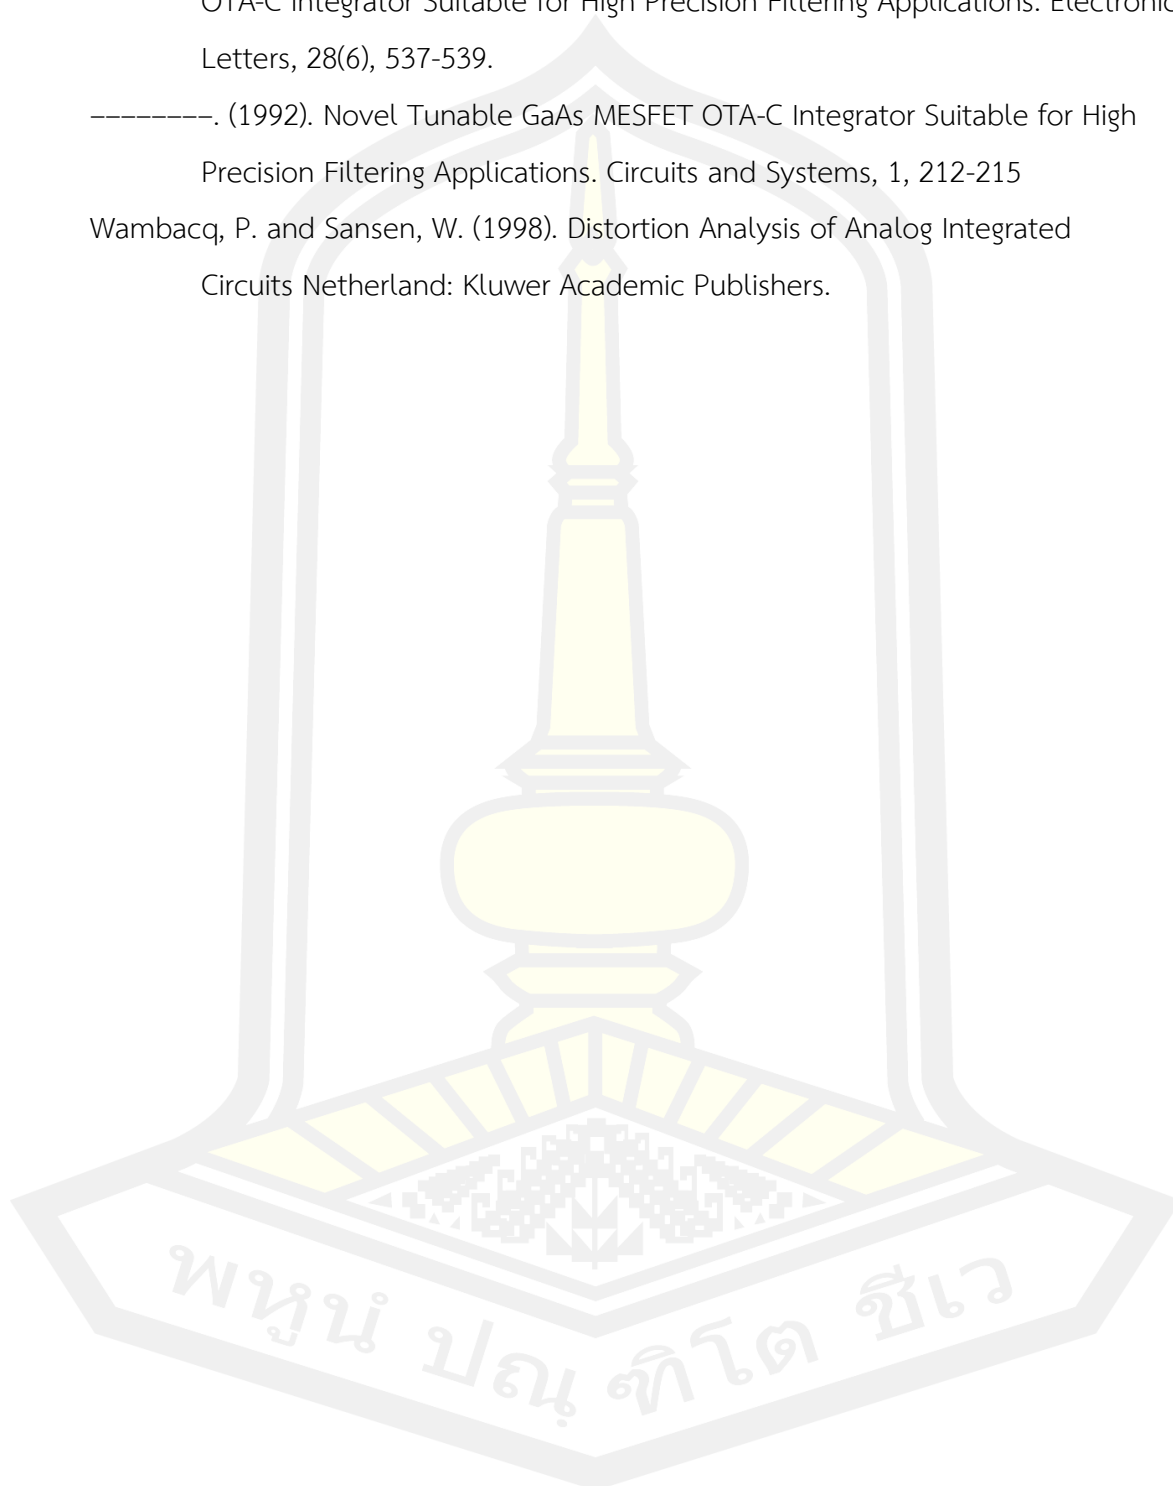 OTA-C Integrator Suitable for High Precision Filtering Applications. Electronic
Letters, 28(6), 537-539.
––––––––. (1992). Novel Tunable GaAs MESFET OTA-C Integrator Suitable for High
Precision Filtering Applications. Circuits and Systems, 1, 212-215
Wambacq, P. and Sansen, W. (1998). Distortion Analysis of Analog Integrated
Circuits Netherland: Kluwer Academic Publishers.
พหูนํ ปณฺฑิโต ชีเว